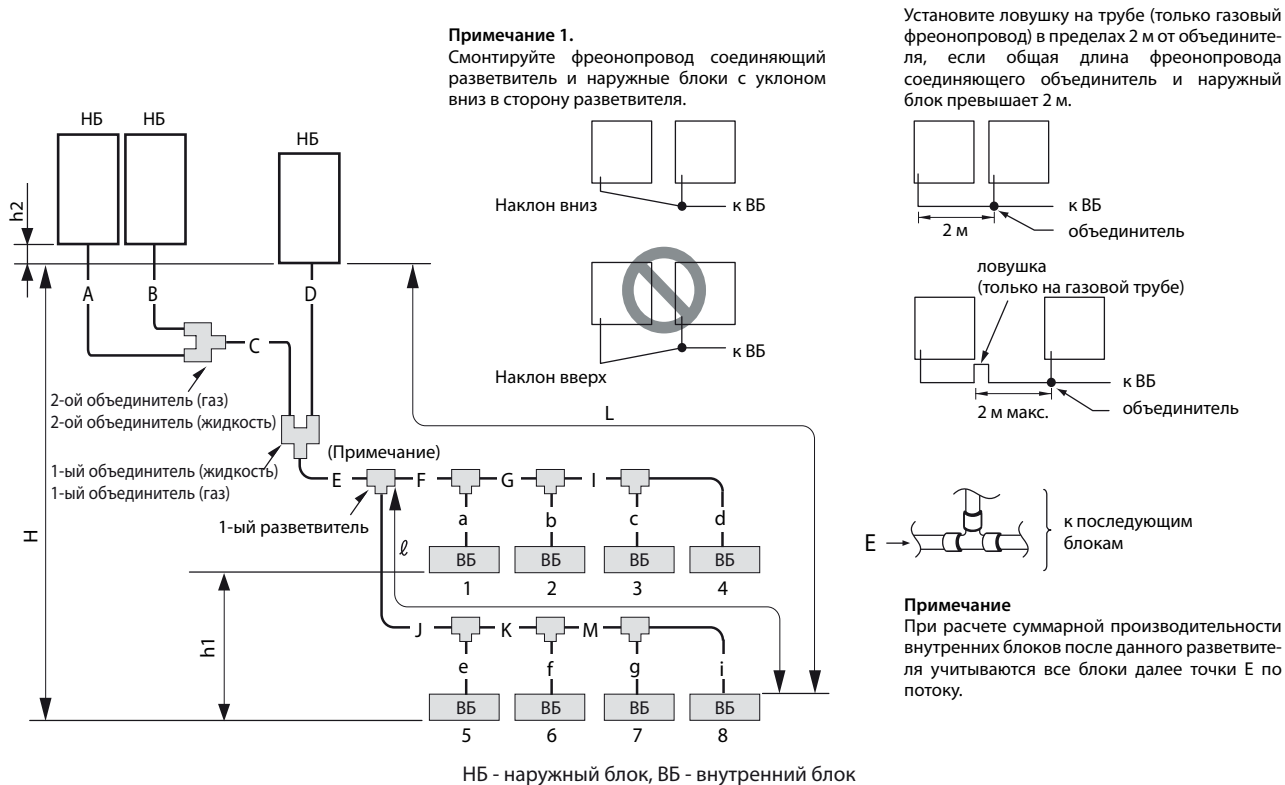 Примечание 1.
Смонтируйте фреонопровод соединяющий
разветвитель и наружные блоки с уклоном
вниз в сторону разветвителя.
Наклон вниз
к ВБ
Наклон вверх
к ВБ
Установите ловушку на трубе (только газовый
фреонопровод) в пределах 2 м от объедините-
ля, если общая длина фреонопровода
соединяющего объединитель и наружный
блок превышает 2 м.
к ВБ
2 м
объединитель
ловушка
(только на газовой трубе)
к ВБ
2 м макс.
объединитель
НБ
НБ
НБ
h2
A
B
D
C
2-ой объединитель (газ)
2-ой объединитель (жидкость)
1-ый объединитель (жидкость)
1-ый объединитель (газ)
(Примечание)
L
E
F
G
I
1-ый разветвитель
ℓ
a
b
c
d
ВБ
ВБ
ВБ
ВБ
1
2
3
4
H
h1
J
K
M
e
f
g
i
ВБ
ВБ
ВБ
ВБ
5
6
7
8
E
к последующим
блокам
Примечание
При расчете суммарной производительности
внутренних блоков после данного разветвите-
ля учитываются все блоки далее точки Е по
потоку.
НБ - наружный блок, ВБ - внутренний блок